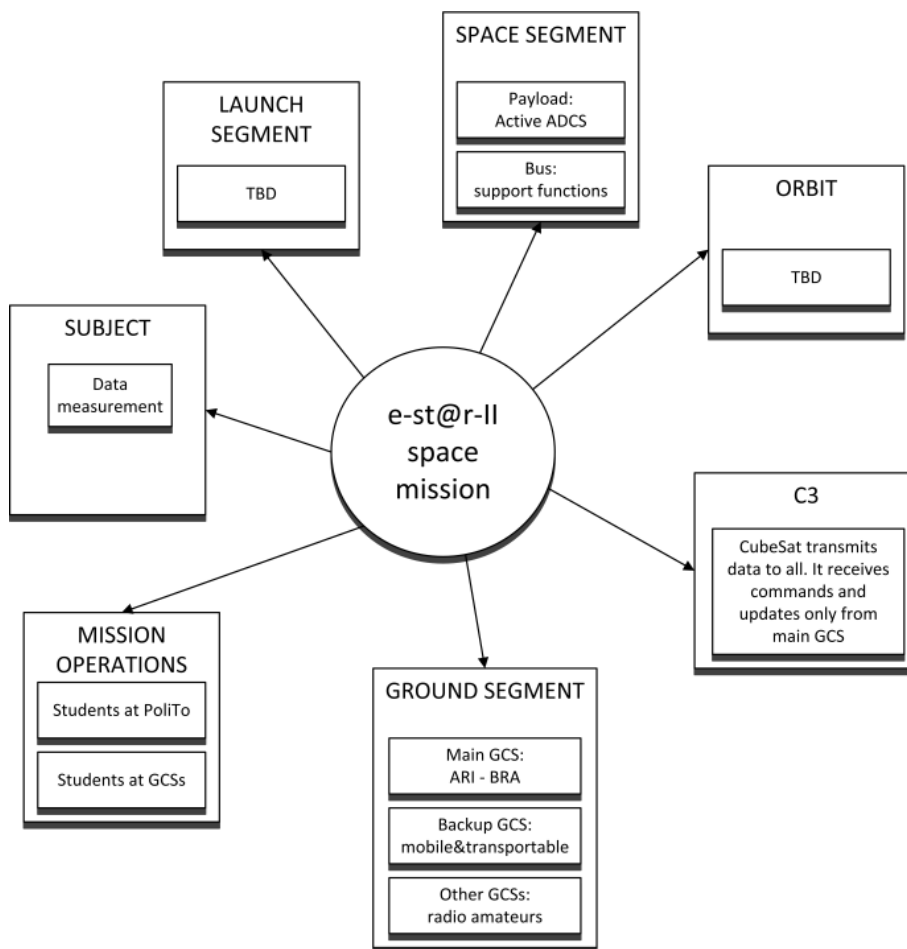 SPACE SEGMENT
Payload:
Active ADCS
Bus:
support functions
LAUNCH
SEGMENT
TBD
ORBIT
TBD
SUBJECT
Data
measurement
e-st@r-II
space
mission
C3
CubeSat transmits
data to all. It receives
commands and
updates only from
main GCS
MISSION
OPERATIONS
Students at PoliTo
Students at GCSs
GROUND SEGMENT
Main GCS:
ARI - BRA
Backup GCS:
mobile&transportable
Other GCSs:
radio amateurs